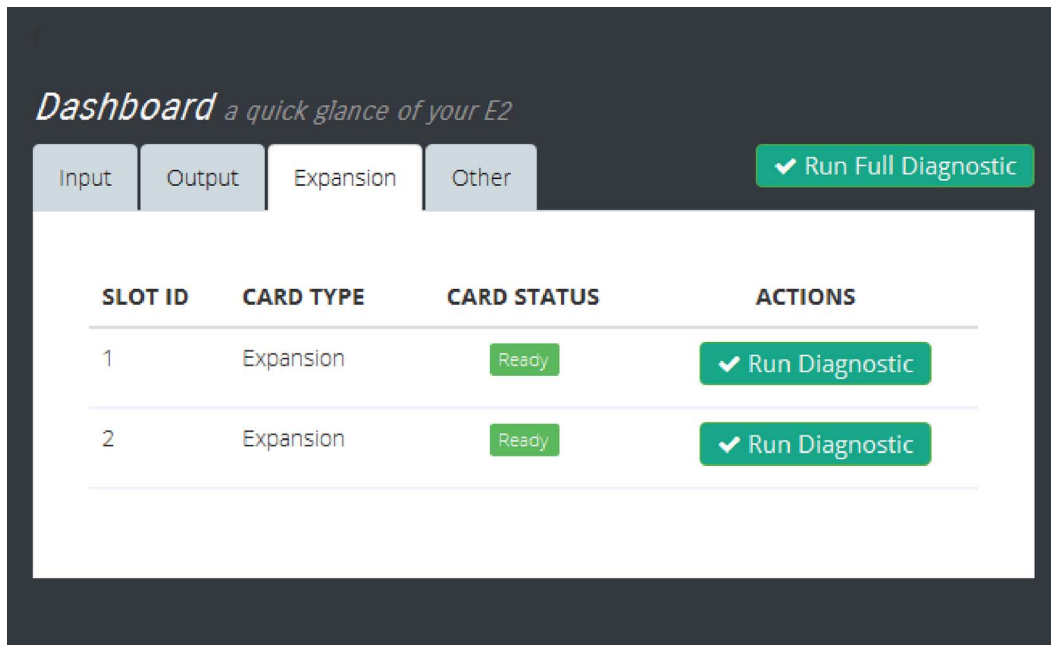 Dashboard a quick glance of your E2
Input Output Expansion Other Run Full Diagnostic
SLOT ID CARD TYPE CARD STATUS ACTIONS
1 Expansion Ready Run Diagnostic
2 Expansion Ready Run Diagnostic